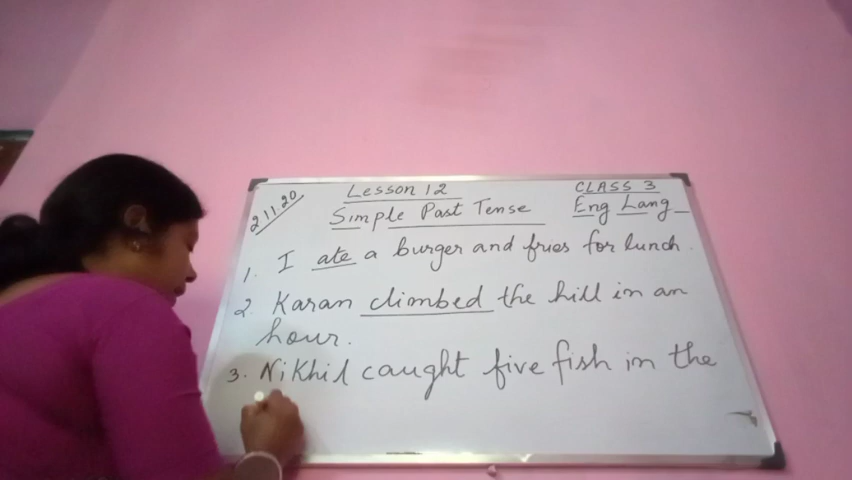 2.11.20
Lesson 12
CLASS 3
Simple Past Tense
Eng Lang
1. I ate a burger and fries for lunch.
2. Karan climbed the hill in an
hour.
3. Nikhil caught five fish in the